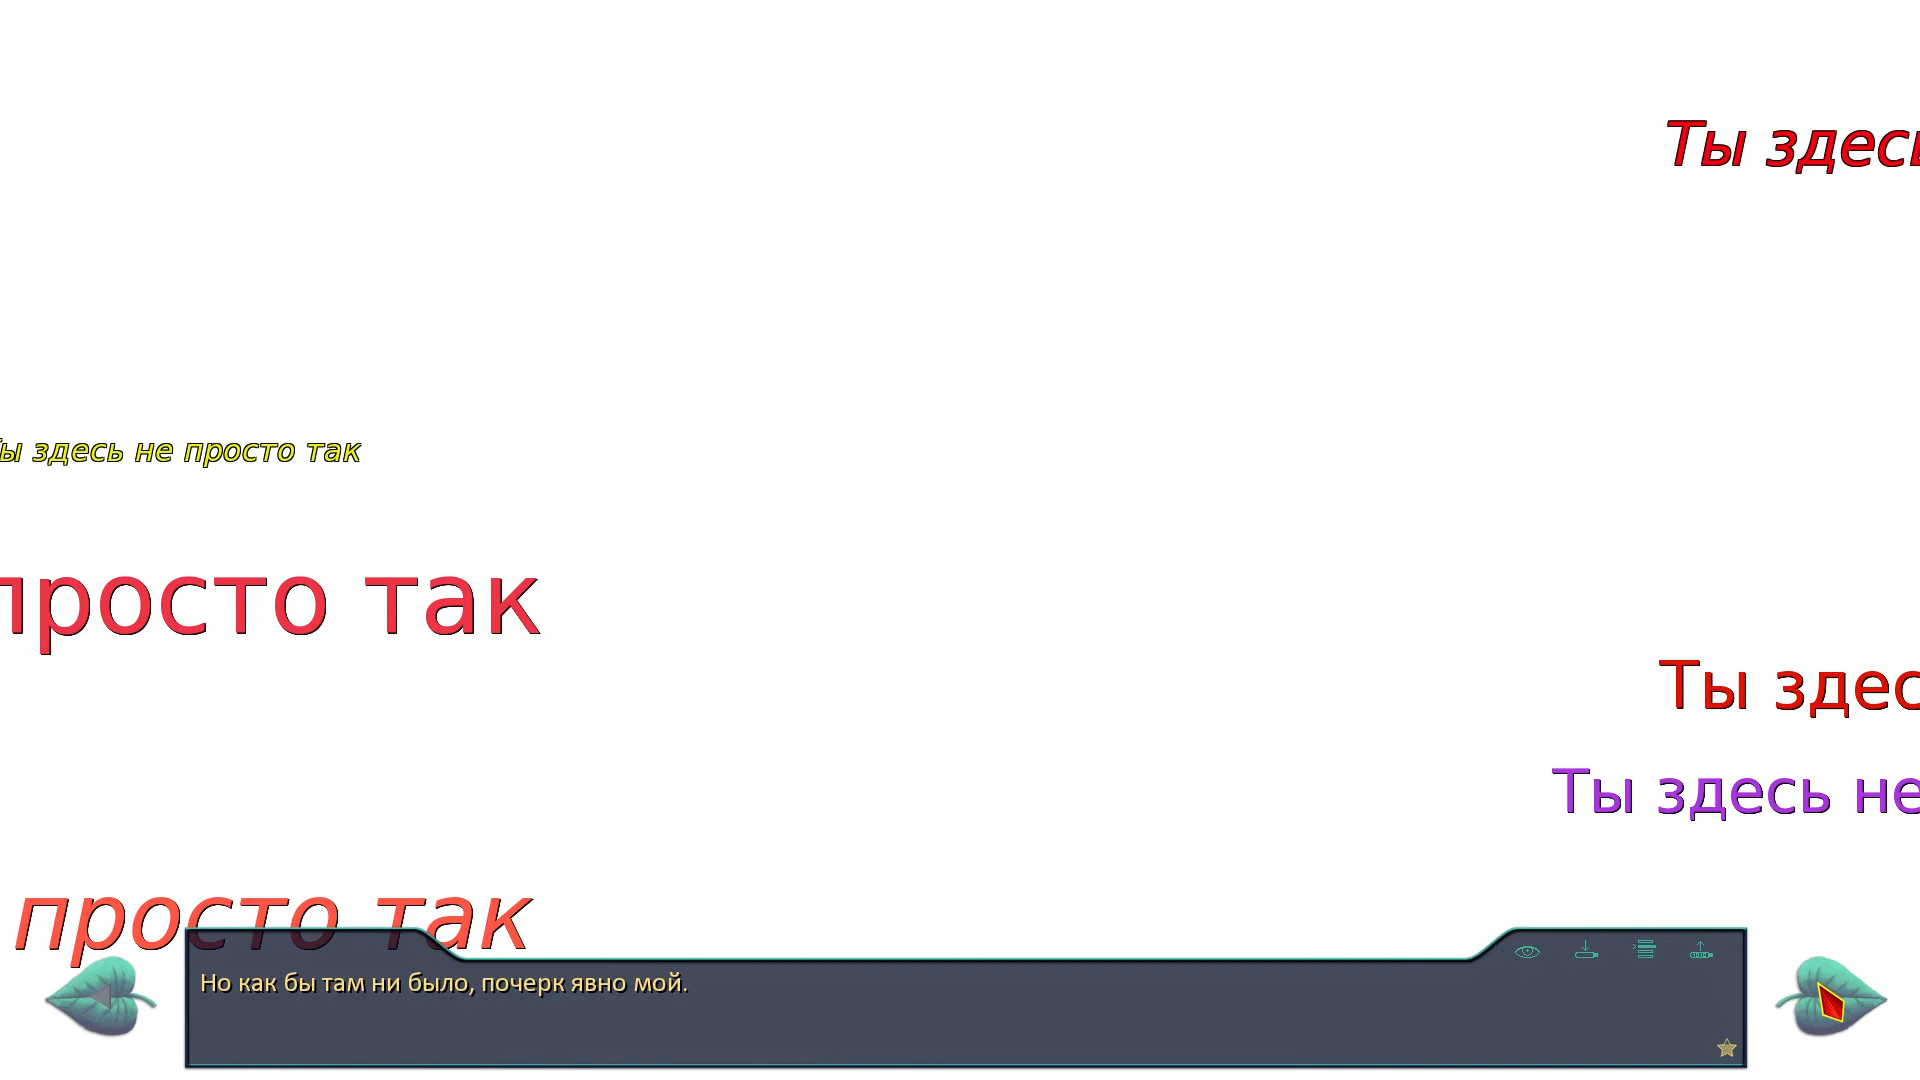 Ты здесь
ы здесь не просто так
просто так
Ты здес
Ты здесь не
просто так
Но как бы там ни было, почерк явно мой.